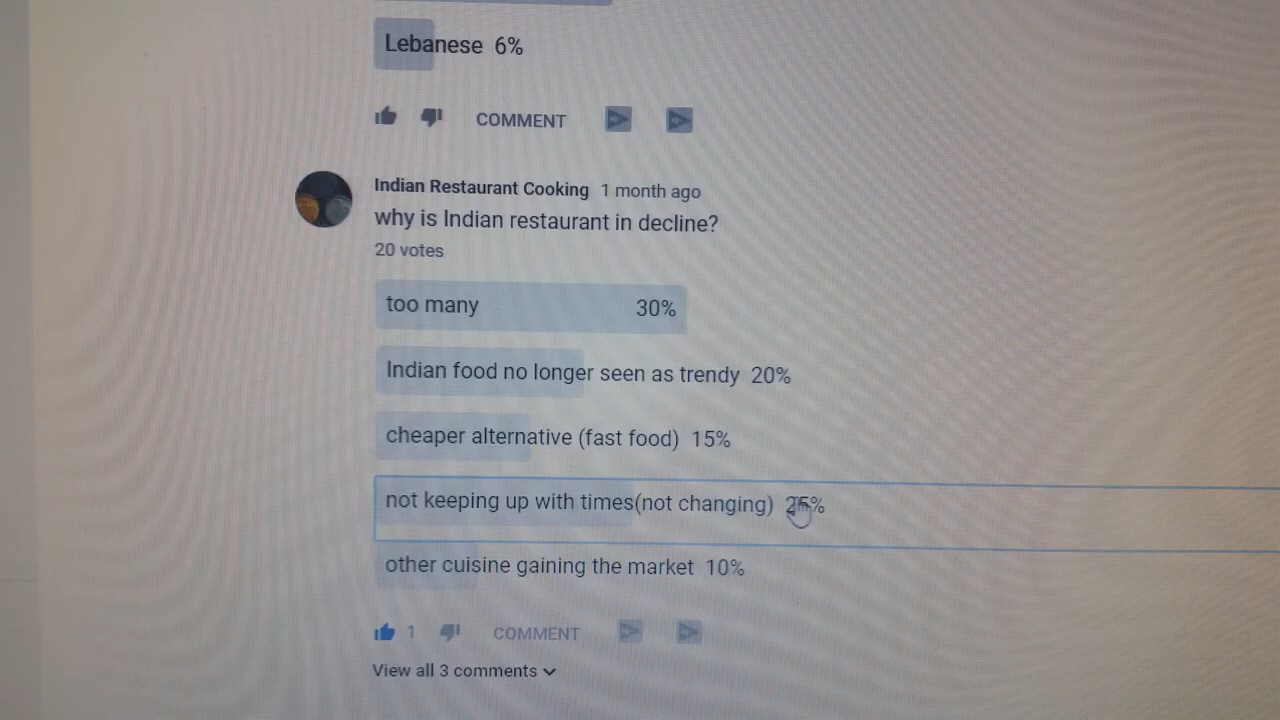 Lebanese 6%
COMMENT
Indian Restaurant Cooking 1 month ago
why is Indian restaurant in decline?
20 votes
too many 30%
Indian food no longer seen as trendy 20%
cheaper alternative (fast food) 15%
not keeping up with times(not changing) 25%
other cuisine gaining the market 10%
1 COMMENT
View all 3 comments